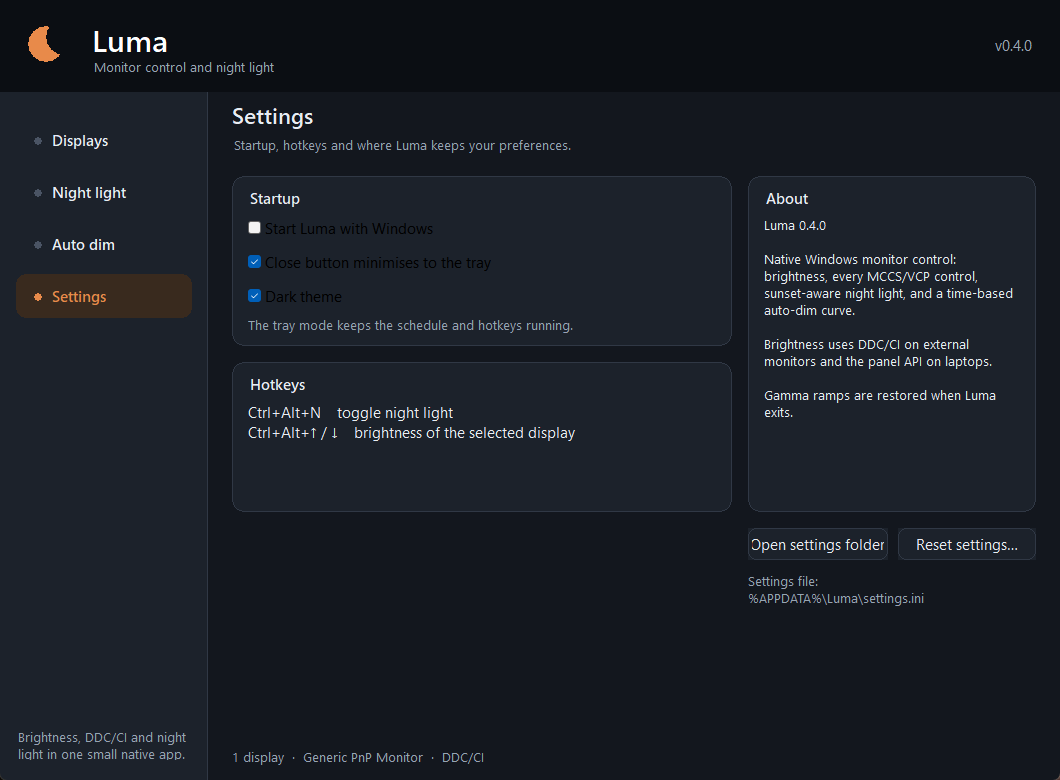 Luma
Monitor control and night light
v0.4.0
Displays
Night light
Auto dim
Settings
Brightness, DDC/CI and night
light in one small native app.
Settings
Startup, hotkeys and where Luma keeps your preferences.
Startup
Start Luma with Windows
Close button minimises to the tray
Dark theme
The tray mode keeps the schedule and hotkeys running.
Hotkeys
Ctrl+Alt+N toggle night light
Ctrl+Alt+↑ / ↓ brightness of the selected display
About
Luma 0.4.0
Native Windows monitor control:
brightness, every MCCS/VCP control,
sunset-aware night light, and a time-based
auto-dim curve.
Brightness uses DDC/CI on external
monitors and the panel API on laptops.
Gamma ramps are restored when Luma
exits.
Open settings folder
Reset settings...
Settings file:
%APPDATA%\Luma\settings.ini
1 display · Generic PnP Monitor · DDC/CI